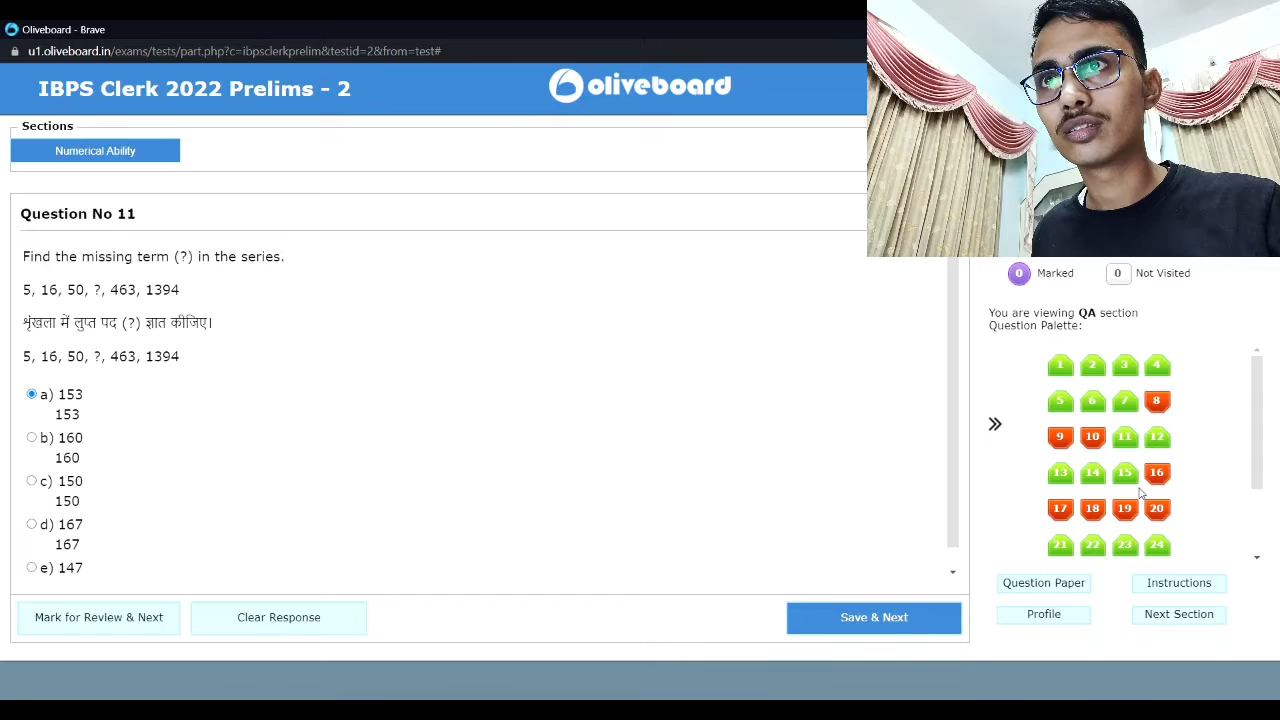 Oliveboard - Brave
u1.oliveboard.in/exams/tests/part.php?c=ibpsclerkprelim&testid=2&from=test#
IBPS Clerk 2022 Prelims - 2
oliveboard
Sections
Numerical Ability
Question No 11
Find the missing term (?) in the series.
5, 16, 50, ?, 463, 1394
शृंखला में लुप्त पद (?) ज्ञात कीजिए।
5, 16, 50, ?, 463, 1394
a) 153
153
b) 160
160
c) 150
150
d) 167
167
e) 147
Mark for Review & Next
Clear Response
Save & Next
0 Marked
0 Not Visited
You are viewing QA section
Question Palette:
1 2 3 4
5 6 7 8
9 10 11 12
13 14 15 16
17 18 19 20
21 22 23 24
Question Paper
Instructions
Profile
Next Section